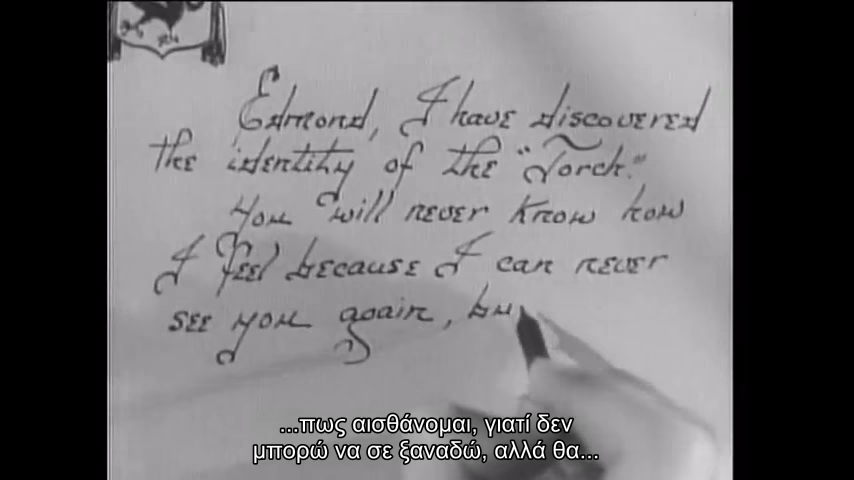 Edmond, I have discovered
the identity of the "Torch."
You will never know how
I feel because I can never
see you again, bu
...πως αισθάνομαι, γιατί δεν
μπορώ να σε ξαναδώ, αλλά θα...